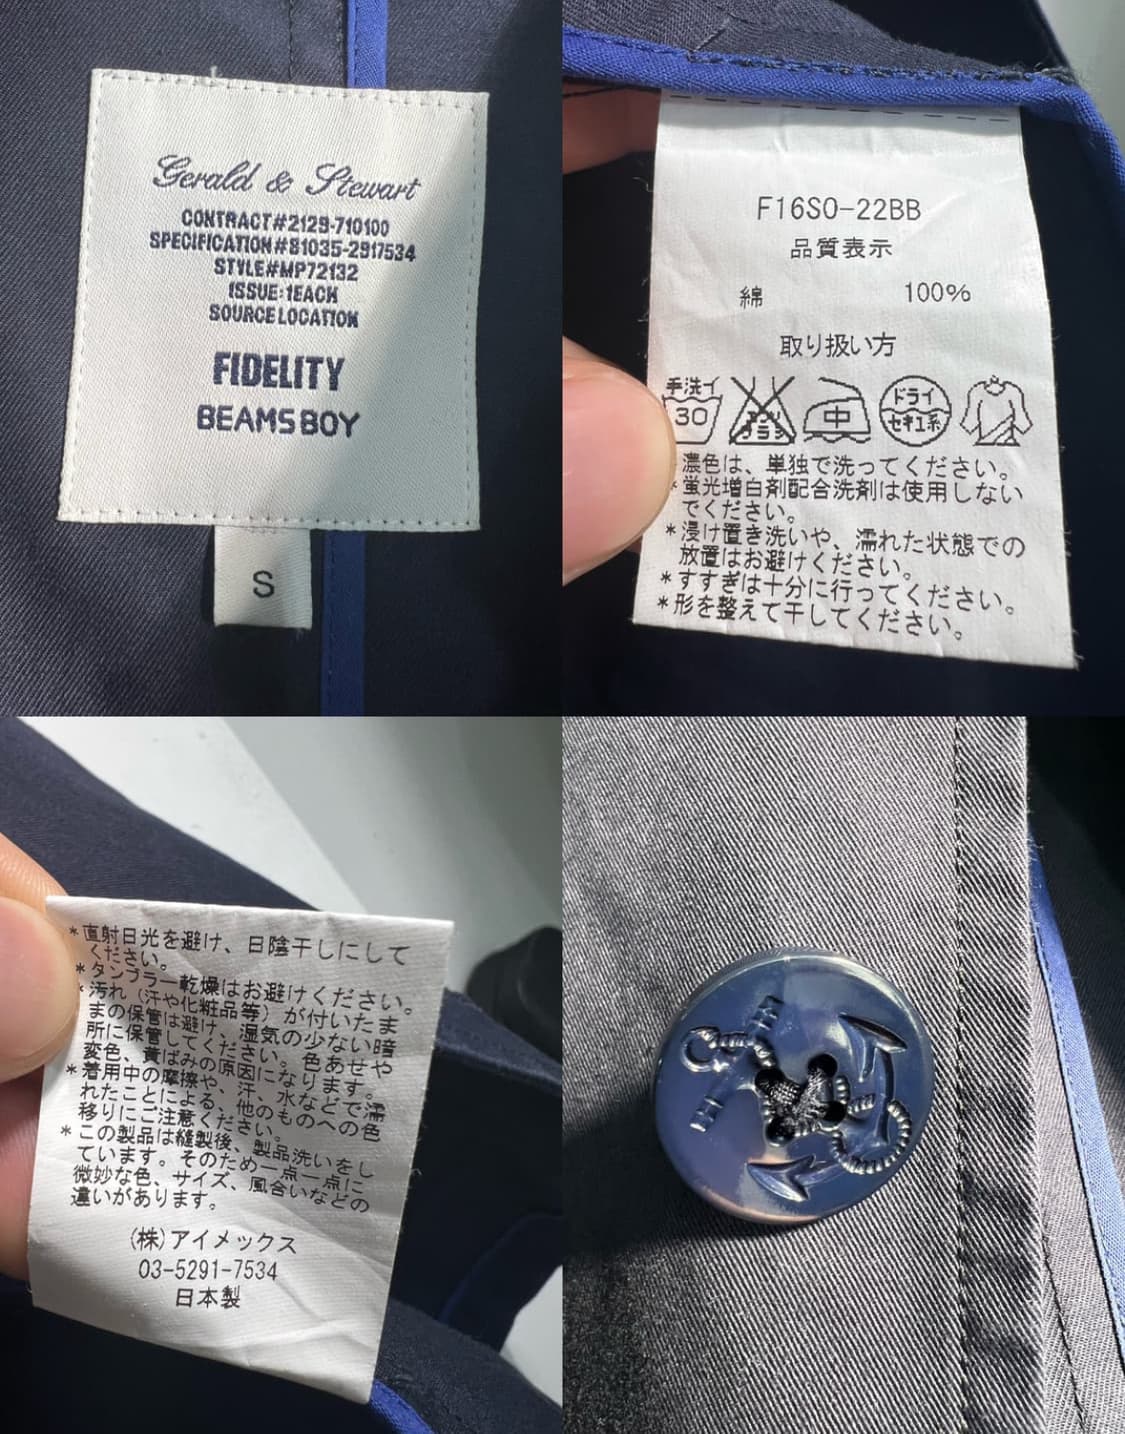 Gerald & Stewart
CONTRACT#2129-710100
SPECIFICATION#81035-2917534
STYLE#MP72132
ISSUE:1EACH
SOURCE LOCATION
FIDELITY
BEAMS BOY
S
F16SO-22BB
品質表示
綿 100%
取り扱い方
手洗イ
30
エンソ
ブラシ
中
ドライ
セキユ系
濃色は、単独で洗ってください。
*蛍光増白剤配合洗剤は使用しない
でください。
*浸け置き洗いや、濡れた状態での
放置はお避けください。
*すすぎは十分に行ってください。
*形を整えて干してください。
*直射日光を避け、日陰干しにして
ください。
*タンブラー乾燥はお避けください。
*汚れ（汗や化粧品等）が付いたま
まの保管は避け、湿気の少ない暗
所に保管してください。色あせや
変色、黄ばみの原因になります。
*着用中の摩擦や、汗、水などで濡
れたことによる、他のものへの色
移りにご注意ください。
*この製品は縫製後、製品洗いをし
ています。そのため一点一点に
微妙な色、サイズ、風合いなどの
違いがあります。
(株)アイメックス
03-5291-7534
日本製